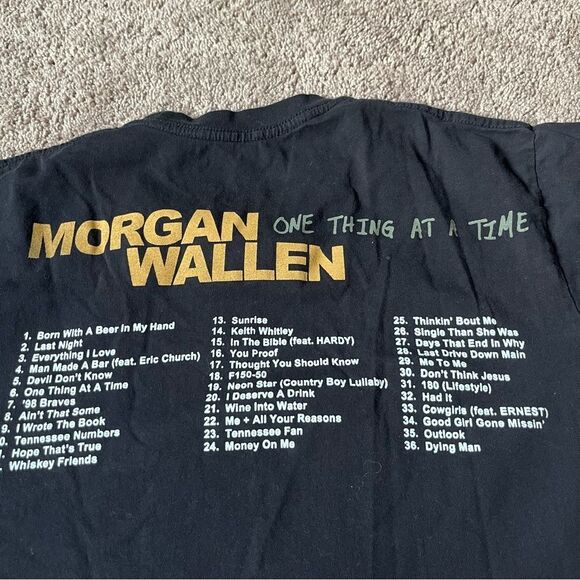 MORGAN WALLEN
ONE THING AT A TIME
1. Born With A Beer In My Hand
2. Last Night
3. Everything I Love
4. Man Made A Bar (feat. Eric Church)
5. Devil Don't Know
6. One Thing At A Time
7. '98 Braves
8. Ain't That Some
9. I Wrote The Book
0. Tennessee Numbers
. Hope That's True
. Whiskey Friends
13. Sunrise
14. Keith Whitley
15. In The Bible (feat. HARDY)
16. You Proof
17. Thought You Should Know
18. F150-50
19. Neon Star (Country Boy Lullaby)
20. I Deserve A Drink
21. Wine Into Water
22. Me + All Your Reasons
23. Tennessee Fan
24. Money On Me
25. Thinkin' Bout Me
26. Single Than She Was
27. Days That End In Why
28. Last Drive Down Main
29. Me To Me
30. Don't Think Jesus
31. 180 (Lifestyle)
32. Had It
33. Cowgirls (feat. ERNEST)
34. Good Girl Gone Missin'
35. Outlook
36. Dying Man